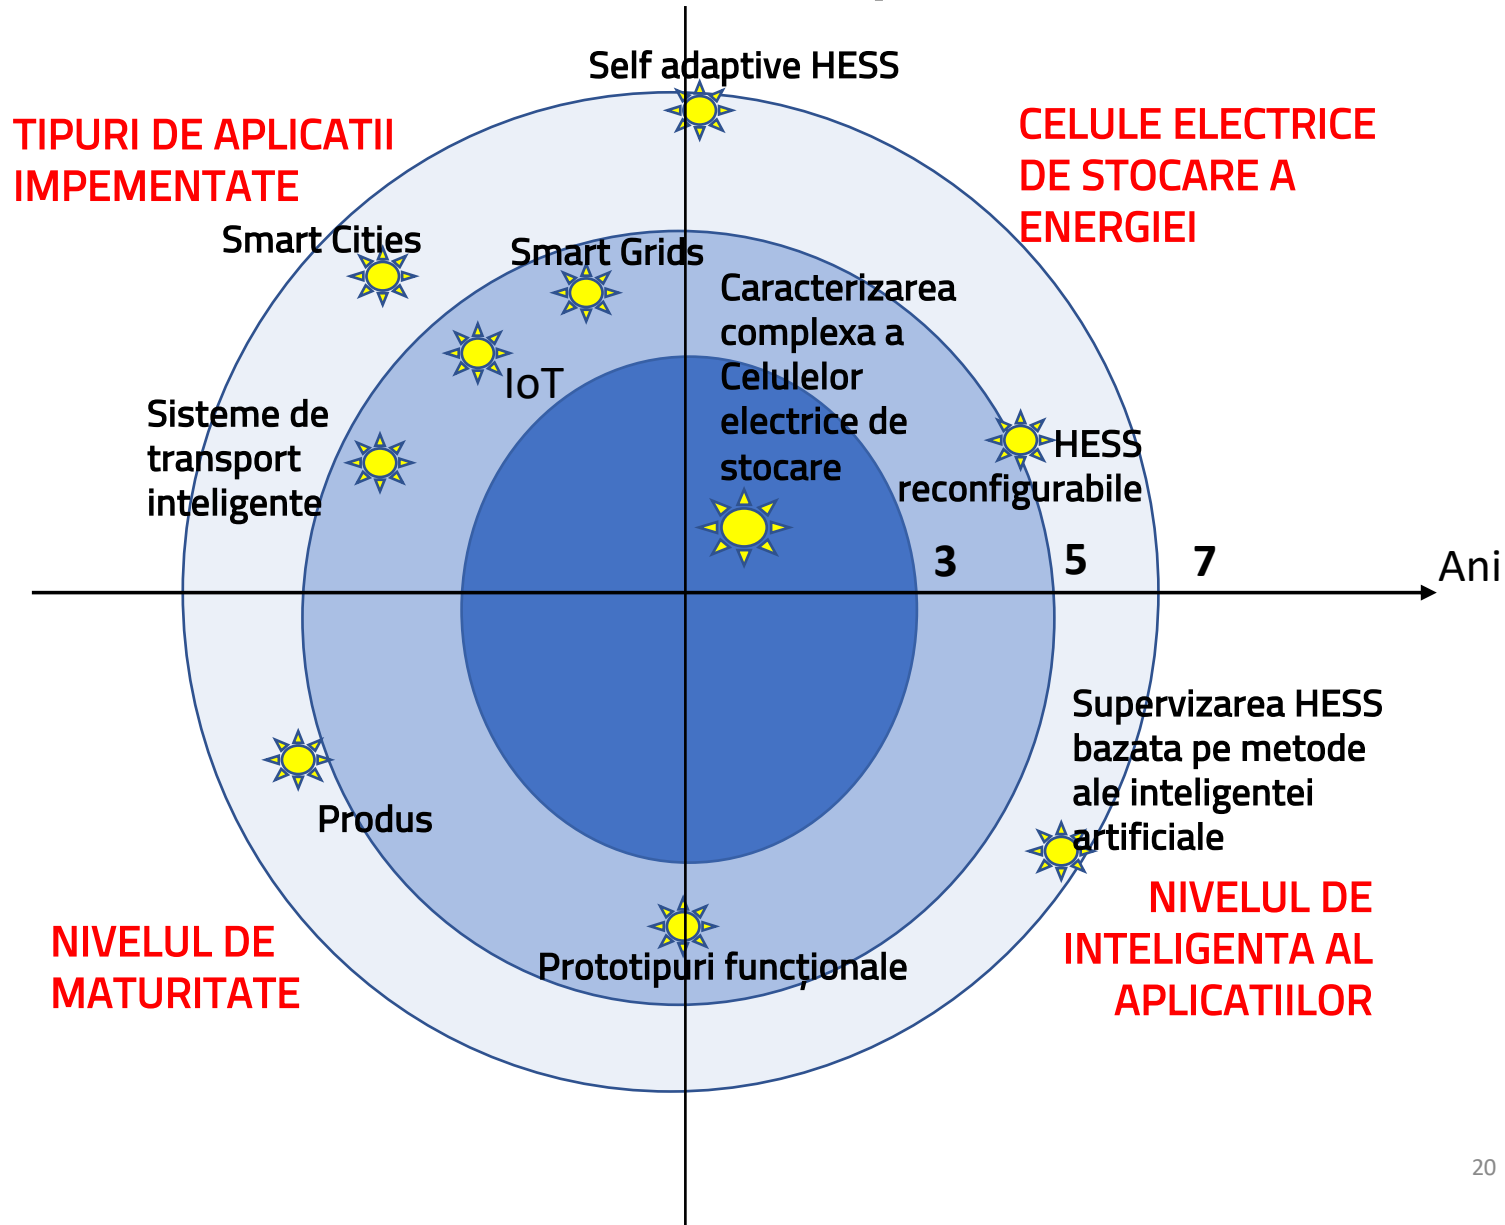 Self adaptive HESS
TIPURI DE APLICATII
IMPEMENTATE
CELULE ELECTRICE
DE STOCARE A
ENERGIEI
Smart Cities
Smart Grids
IoT
Sisteme de
transport
inteligente
Caracterizarea
complexa a
Celulelor
electrice de
stocare
HESS
reconfigurabile
3
5
7
Ani
Produs
Prototipuri funcționale
NIVELUL DE
MATURITATE
Supervizarea HESS
bazata pe metode
ale inteligentei
artificiale
NIVELUL DE
INTELIGENTA AL
APLICATIILOR
20